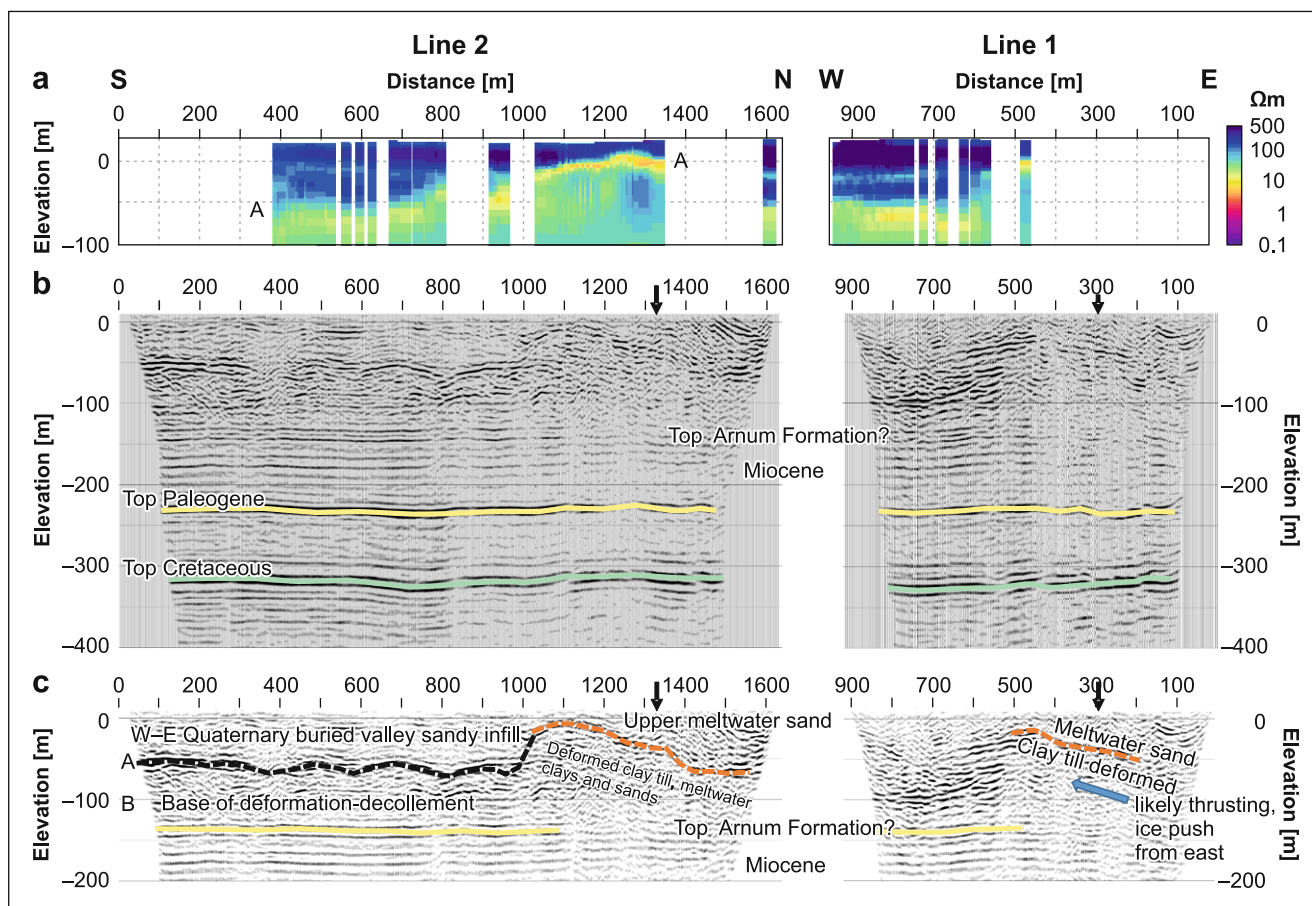 Line 2
Line 1
a
S
Distance [m]
N
W
Distance [m]
E
Ωm
0 200 400 600 800 1000 1200 1400 1600
900 700 500 300 100
500
100
10
1
0.1
Elevation [m]
0
–100
A
A
b
0 200 400 600 800 1000 1200 1400 1600
900 700 500 300 100
Elevation [m]
0
–100
–200
–300
–400
Top Arnum Formation?
Miocene
Top Paleogene
Top Cretaceous
0
–100
–200
–300
–400
Elevation [m]
c
0 200 400 600 800 1000 1200 1400 1600
900 700 500 300 100
Elevation [m]
0
–100
–200
A
B
W–E Quaternary buried valley sandy infill
Upper meltwater sand
Deformed clay till, meltwater
clays and sands
Base of deformation-decollement
Top Arnum Formation?
Miocene
Meltwater sand
Clay till-deformed
likely thrusting,
ice push
from east
0
–200
Elevation [m]